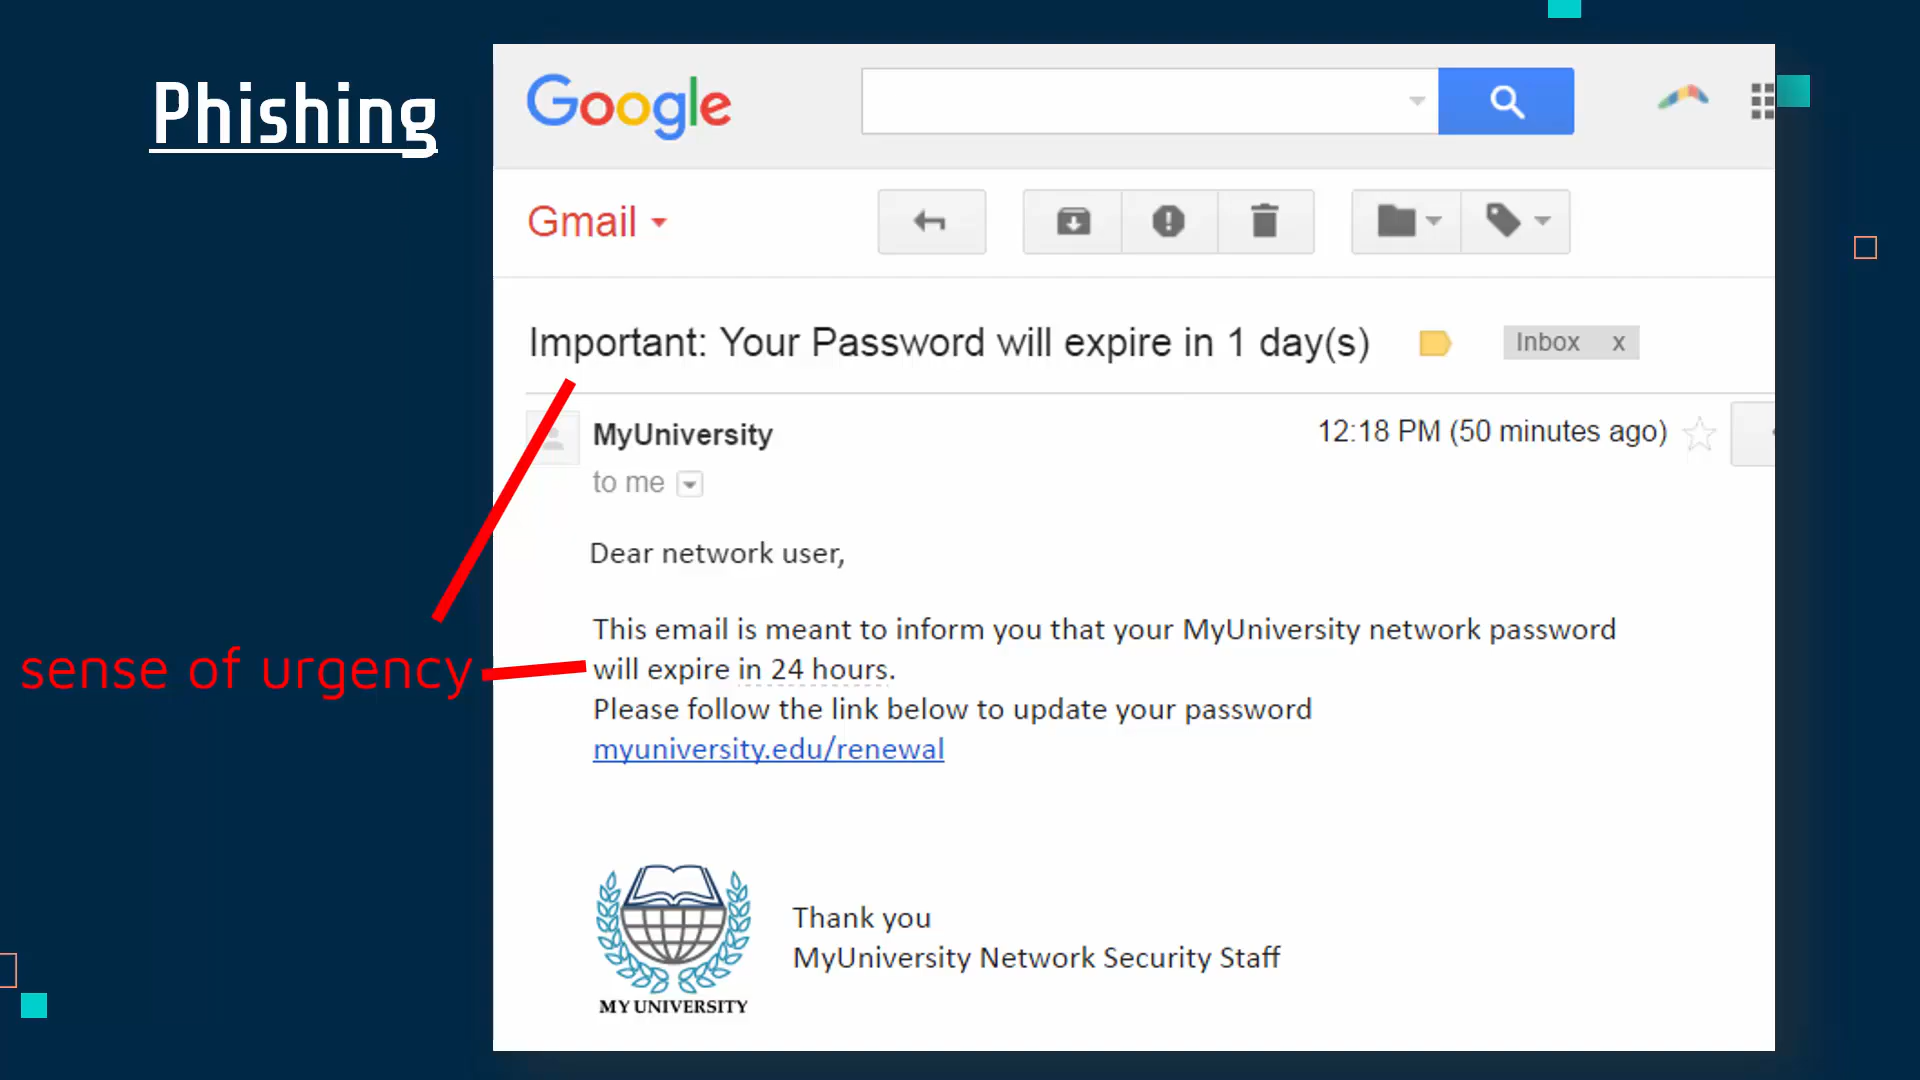 Phishing
Google
Gmail
Important: Your Password will expire in 1 day(s)
Inbox x
MyUniversity
12:18 PM (50 minutes ago)
to me
Dear network user,
This email is meant to inform you that your MyUniversity network password
will expire in 24 hours.
Please follow the link below to update your password
myuniversity.edu/renewal
sense of urgency
Thank you
MyUniversity Network Security Staff
MY UNIVERSITY